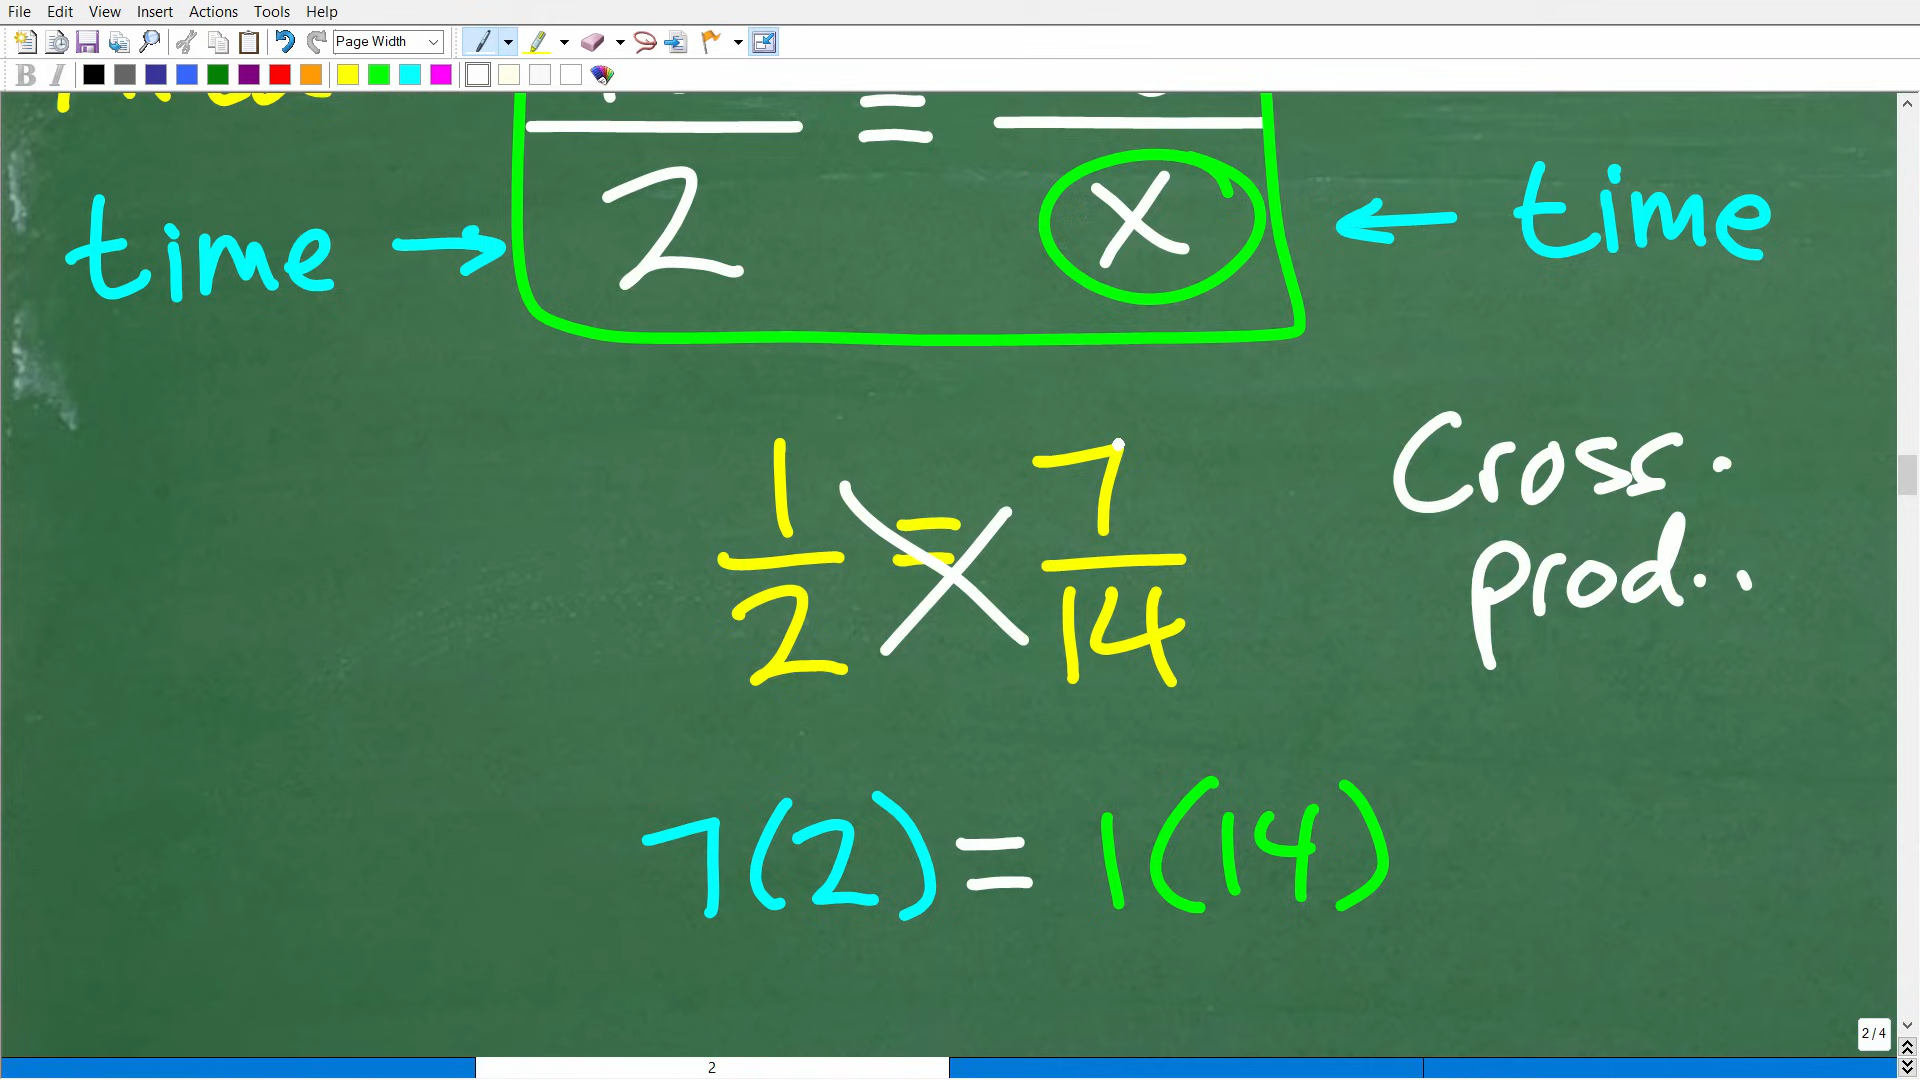 File Edit View Insert Actions Tools Help
Page Width
B I
=
2 x
time → ← time
1/2 = 7/14
Cross.
prod..
7(2) = 1(14)
2 / 4
2